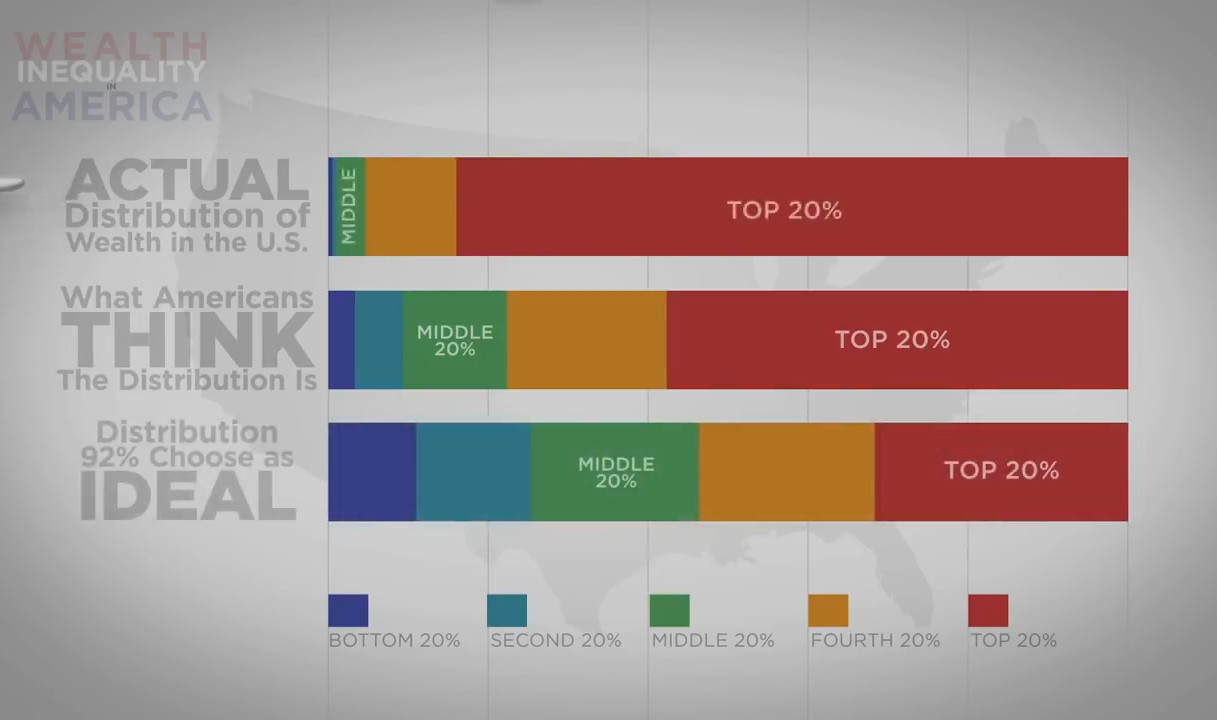 WEALTH
INEQUALITY
IN
AMERICA
ACTUAL
Distribution of
Wealth in the U.S.
MIDDLE
TOP 20%
What Americans
THINK
The Distribution Is
MIDDLE
20%
TOP 20%
Distribution
92% Choose as
IDEAL
MIDDLE
20%
TOP 20%
BOTTOM 20%
SECOND 20%
MIDDLE 20%
FOURTH 20%
TOP 20%